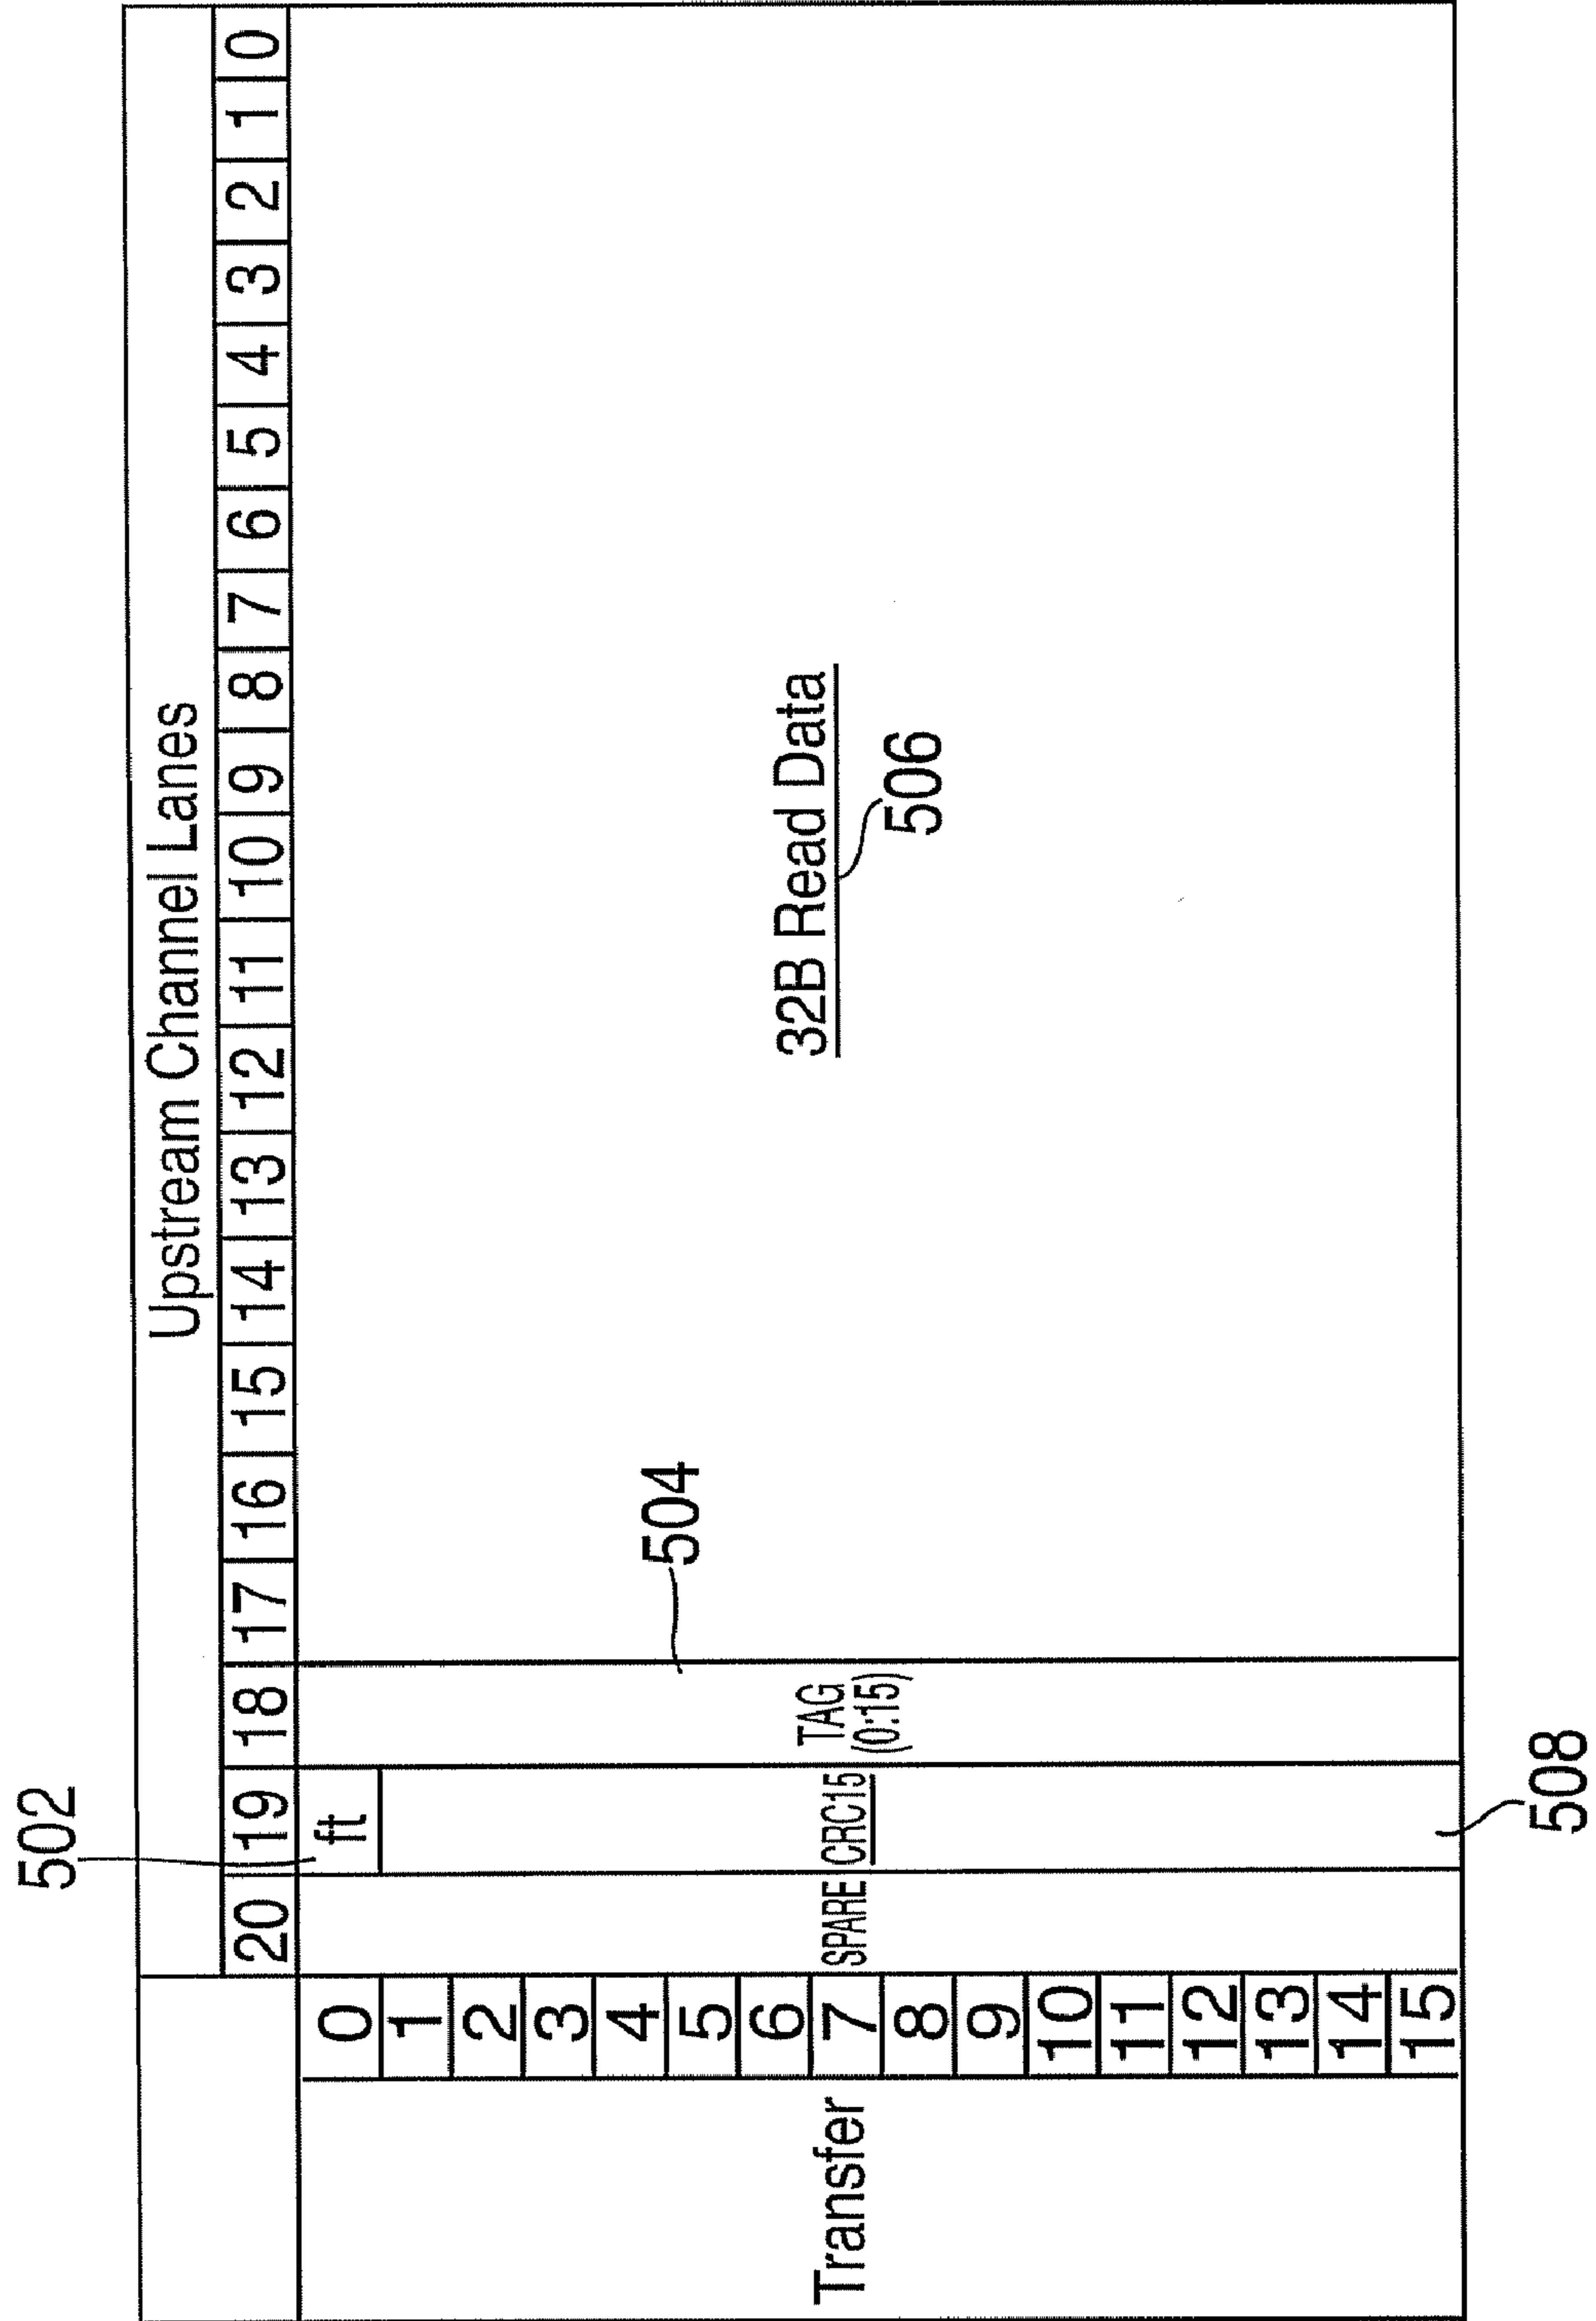 Upstream Channel Lanes
502
20 19 18 17 16 15 14 13 12 11 10 9 8 7 6 5 4 3 2 1 0
Transfer
0
1
2
3
4
5
6
7
8
9
10
11
12
13
14
15
ft
SPARE
CRC15
TAG
(0:15)
504
32B Read Data
506
508